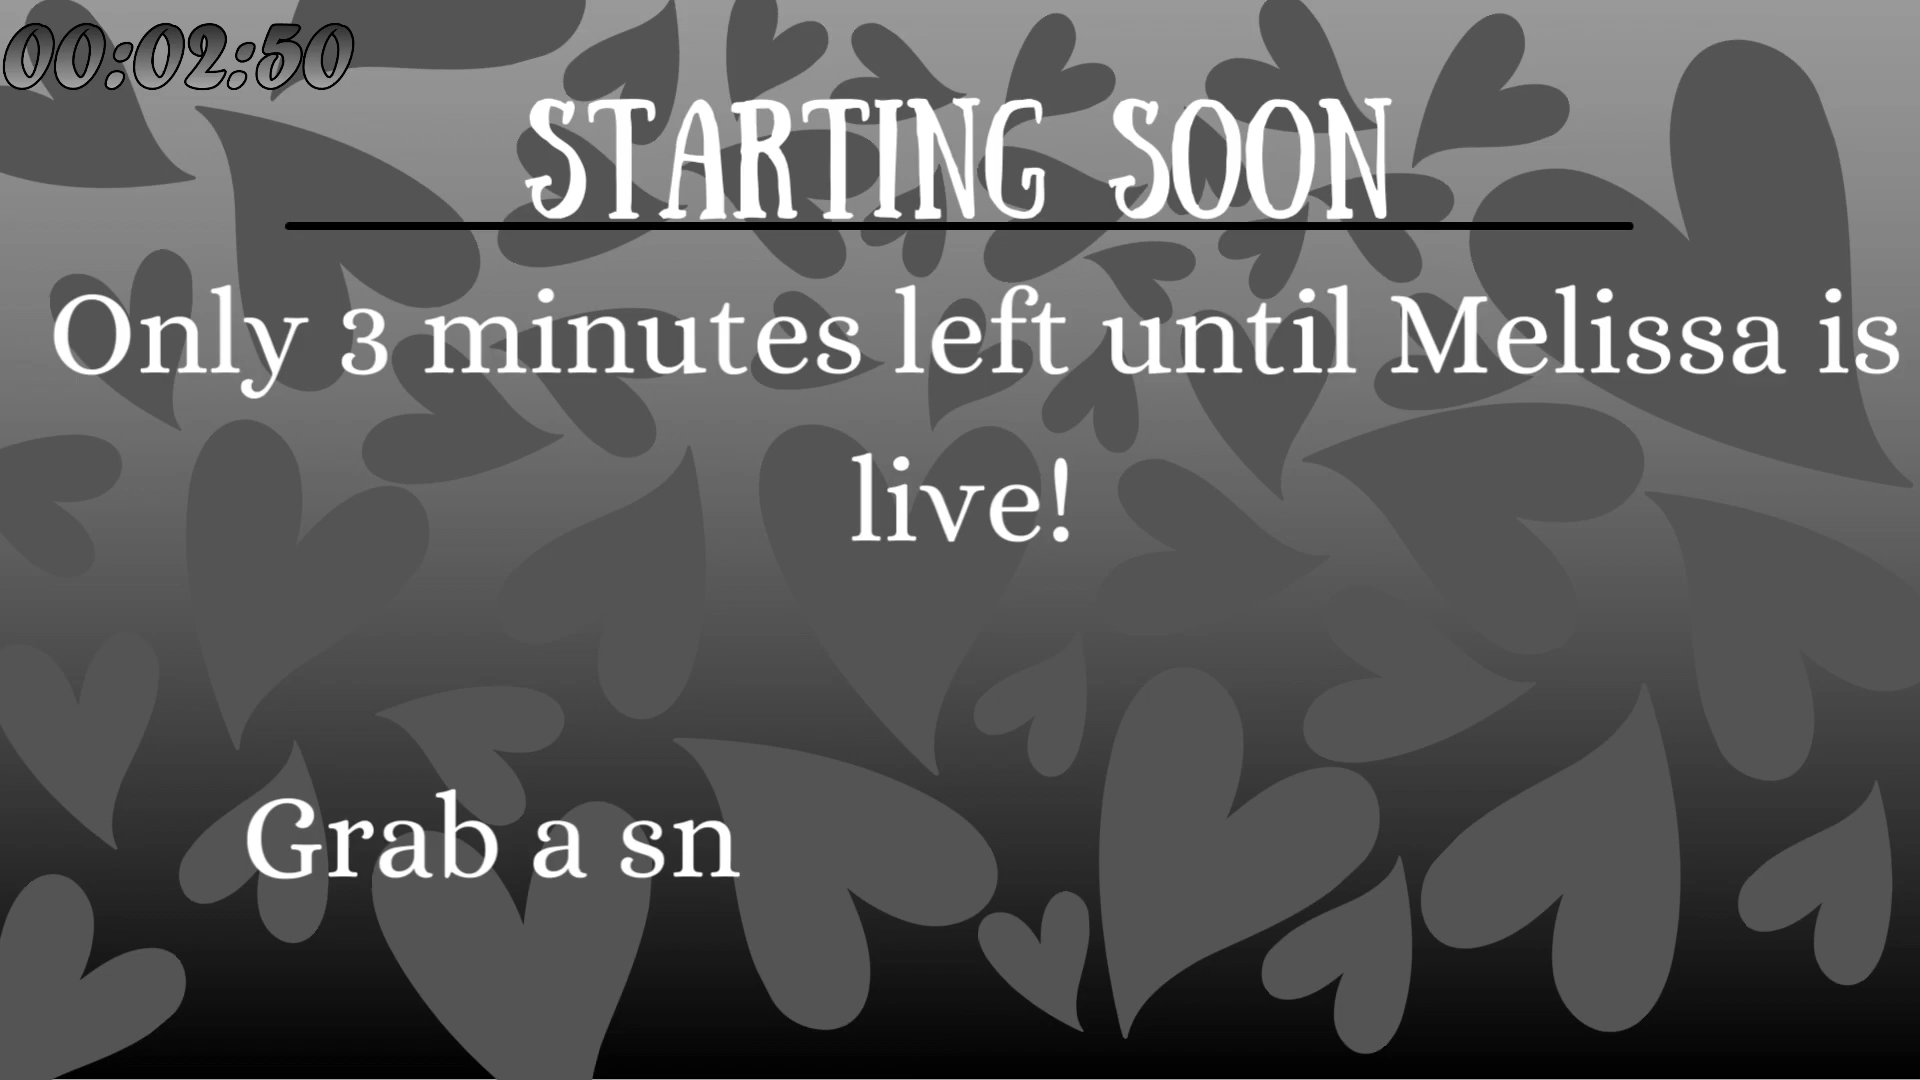 00:02:50
STARTING SOON
Only 3 minutes left until Melissa is
live!
Grab a sn